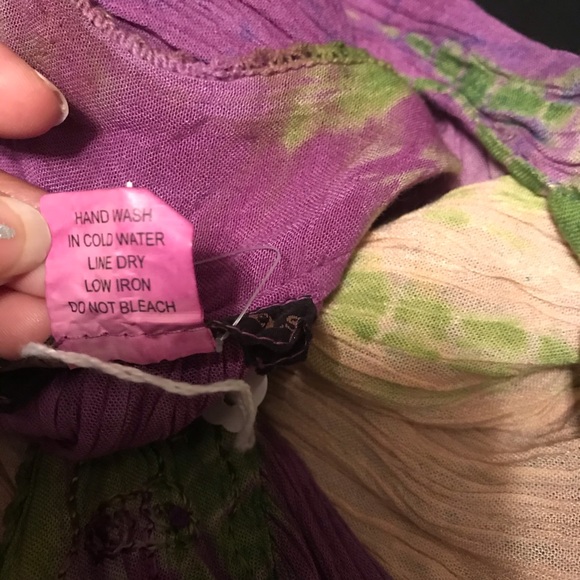 HAND WASH
IN COLD WATER
LINE DRY
LOW IRON
DO NOT BLEACH